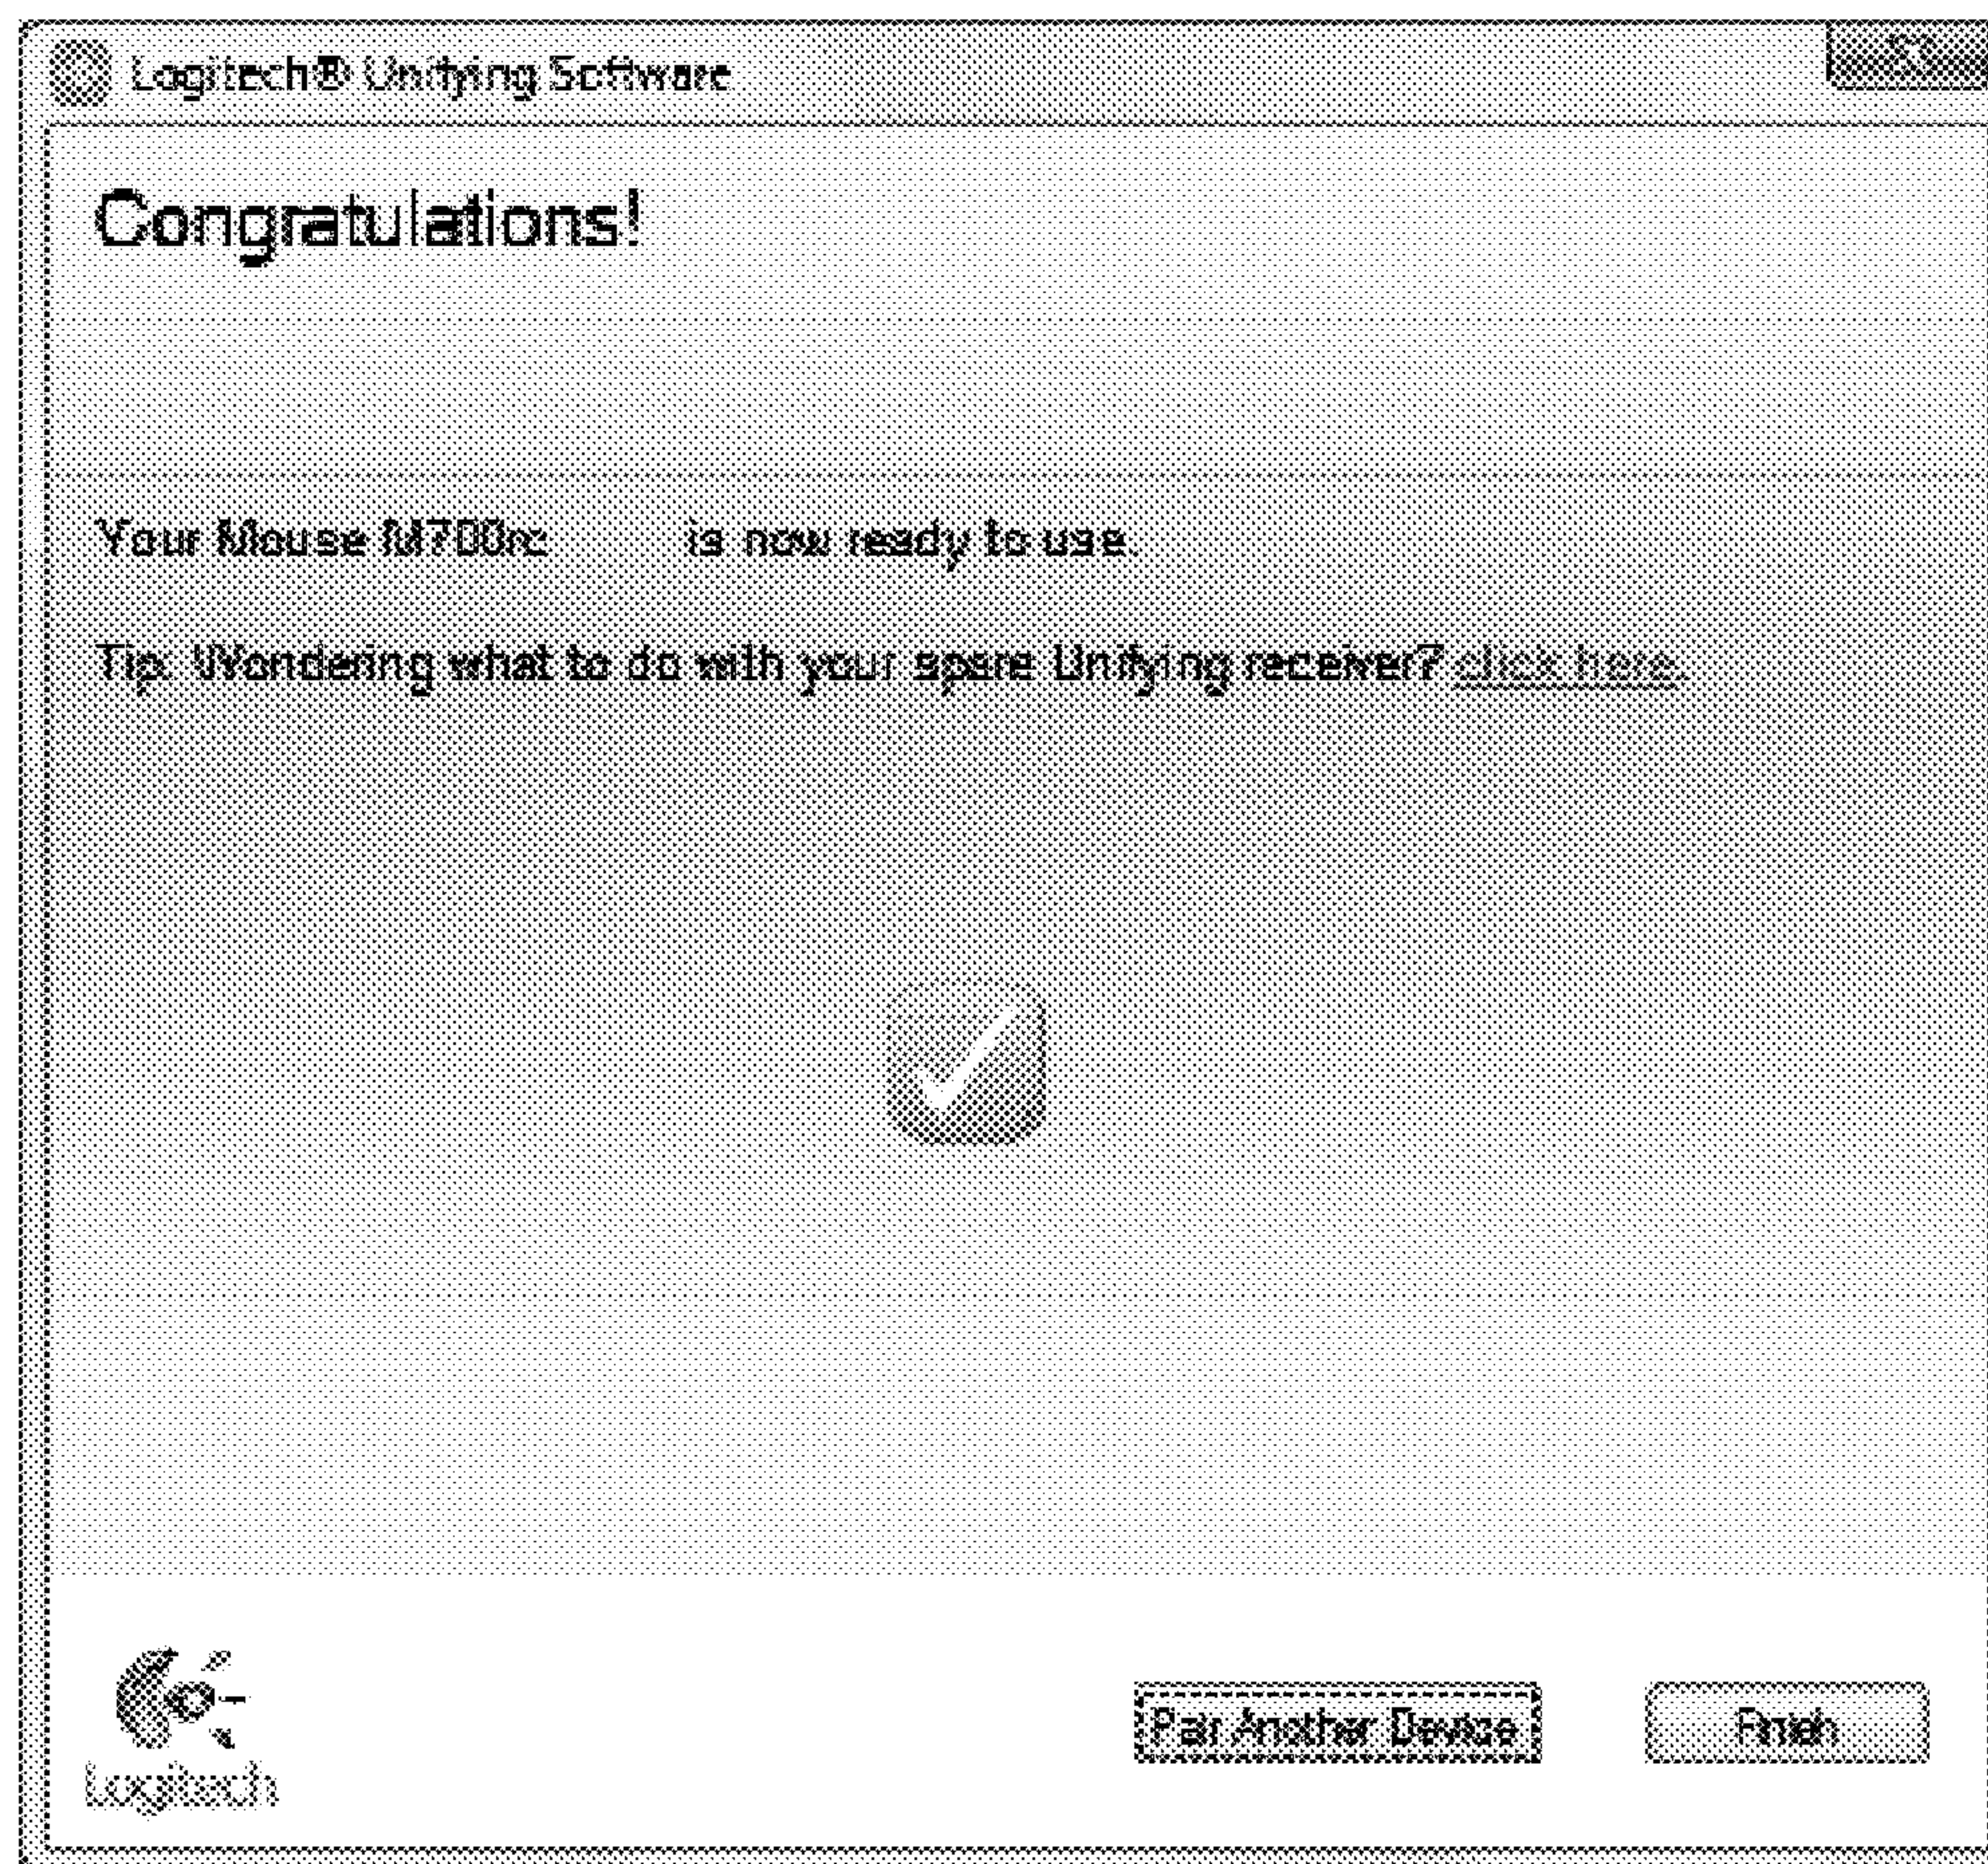 Logitech® Unifying Software
Congratulations!
Your Mouse M700rc is now ready to use.
Tip: Wondering what to do with your spare Unifying receiver? click here.
Pair Another Device
Finish
Logitech